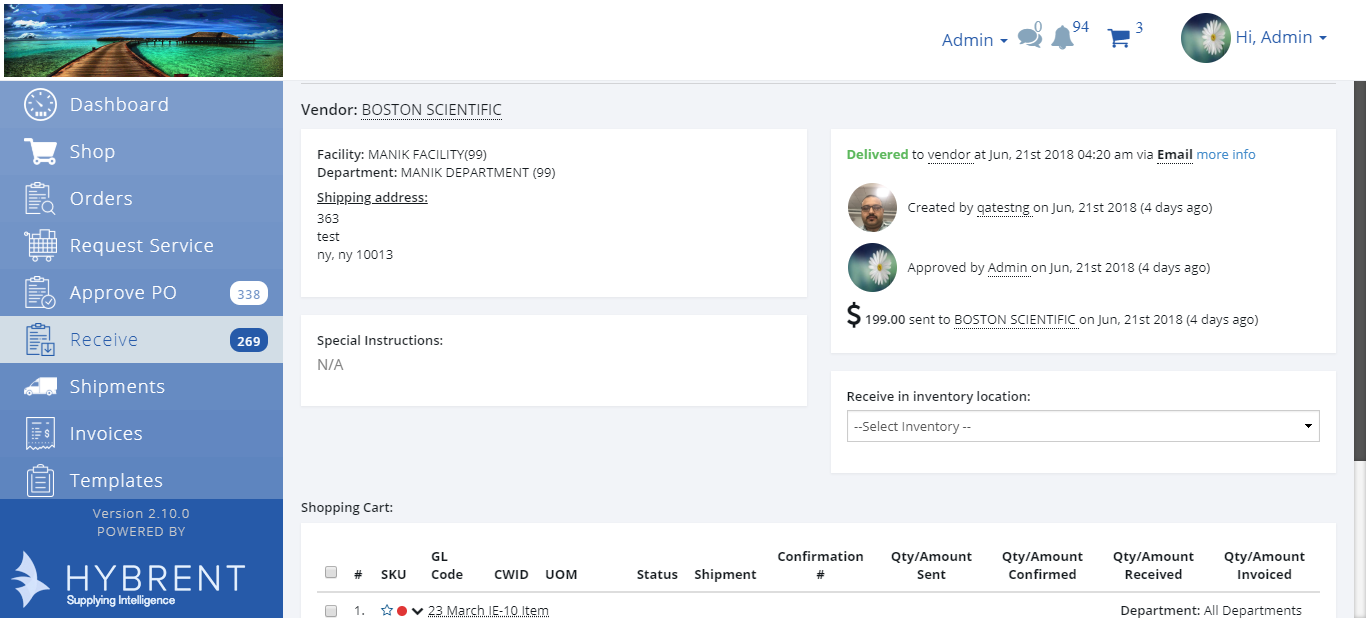 Admin
0
94
3
Hi, Admin
Dashboard
Shop
Orders
Request Service
Approve PO 338
Receive 269
Shipments
Invoices
Templates
Version 2.10.0
POWERED BY
HYBRENT
Supplying Intelligence
Vendor: BOSTON SCIENTIFIC
Facility: MANIK FACILITY(99)
Department: MANIK DEPARTMENT (99)
Shipping address:
363
test
ny, ny 10013
Special Instructions:
N/A
Delivered to vendor at Jun, 21st 2018 04:20 am via Email more info
Created by qatestng on Jun, 21st 2018 (4 days ago)
Approved by Admin on Jun, 21st 2018 (4 days ago)
$ 199.00 sent to BOSTON SCIENTIFIC on Jun, 21st 2018 (4 days ago)
Receive in inventory location:
--Select Inventory --
Shopping Cart:
# SKU GL Code CWID UOM Status Shipment Confirmation # Qty/Amount Sent Qty/Amount Confirmed Qty/Amount Received Qty/Amount Invoiced
1. 23 March IE-10 Item Department: All Departments